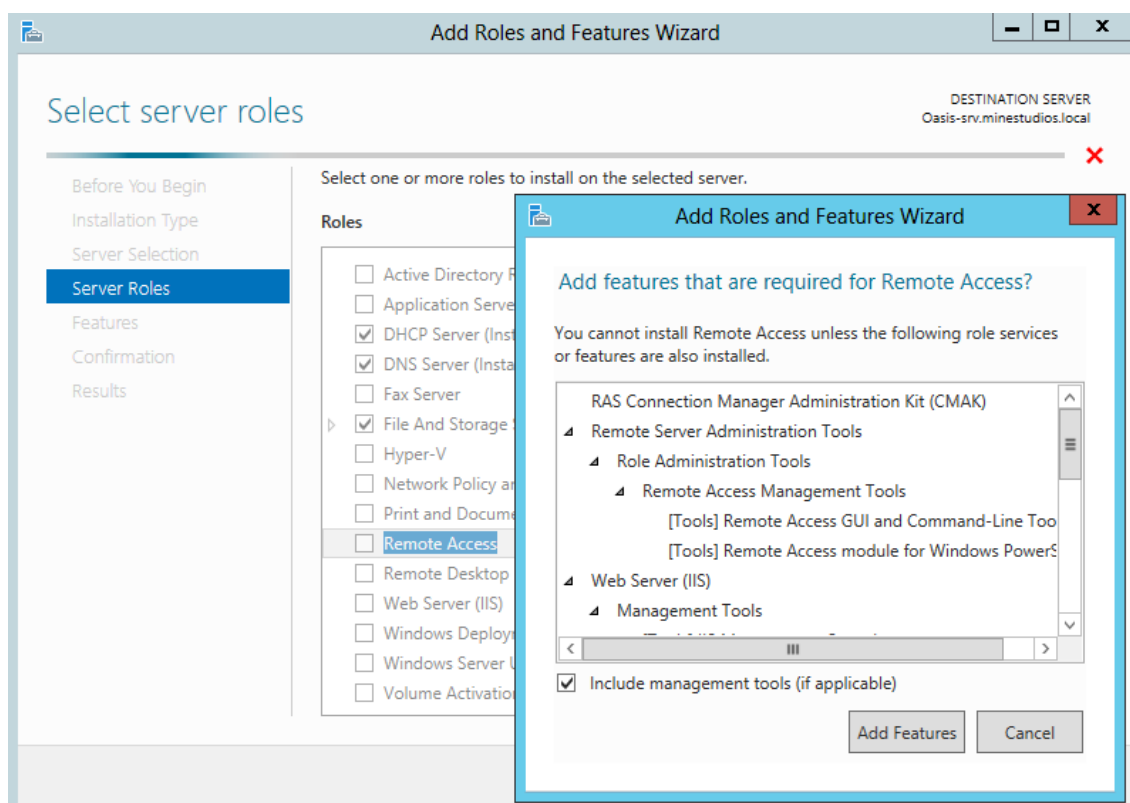 Add Roles and Features Wizard
Select server roles
DESTINATION SERVER
Oasis-srv.minestudios.local
Before You Begin
Installation Type
Server Selection
Server Roles
Features
Confirmation
Results
Select one or more roles to install on the selected server.
Roles
Active Directory
Application Serve
DHCP Server (Inst
DNS Server (Insta
Fax Server
File And Storage
Hyper-V
Network Policy
Print and Docume
Remote Access
Remote Desktop
Web Server (IIS)
Windows Deploy
Windows Server
Volume Activation
Add Roles and Features Wizard
X
Add features that are required for Remote Access?
You cannot install Remote Access unless the following role services
or features are also installed.
RAS Connection Manager Administration Kit (CMAK)
Remote Server Administration Tools
Role Administration Tools
Remote Access Management Tools
[Tools] Remote Access GUI and Command-Line Too
[Tools] Remote Access module for Windows PowerS
Web Server (IIS)
Management Tools
Include management tools (if applicable)
Add Features
Cancel